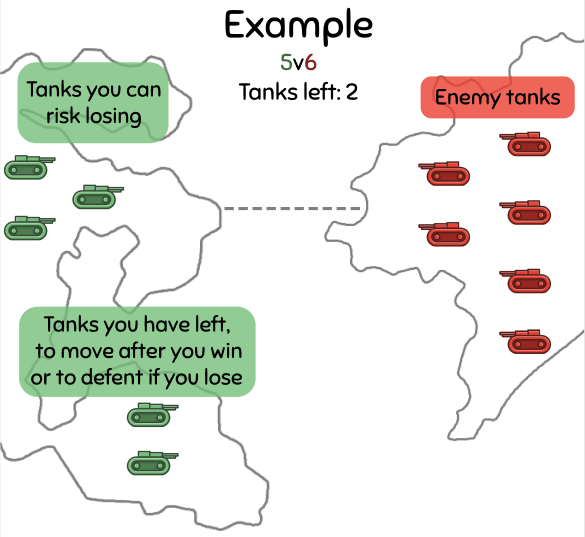 Example
5v6
Tanks left: 2
Tanks you can
risk losing
Enemy tanks
Tanks you have left,
to move after you win
or to defent if you lose